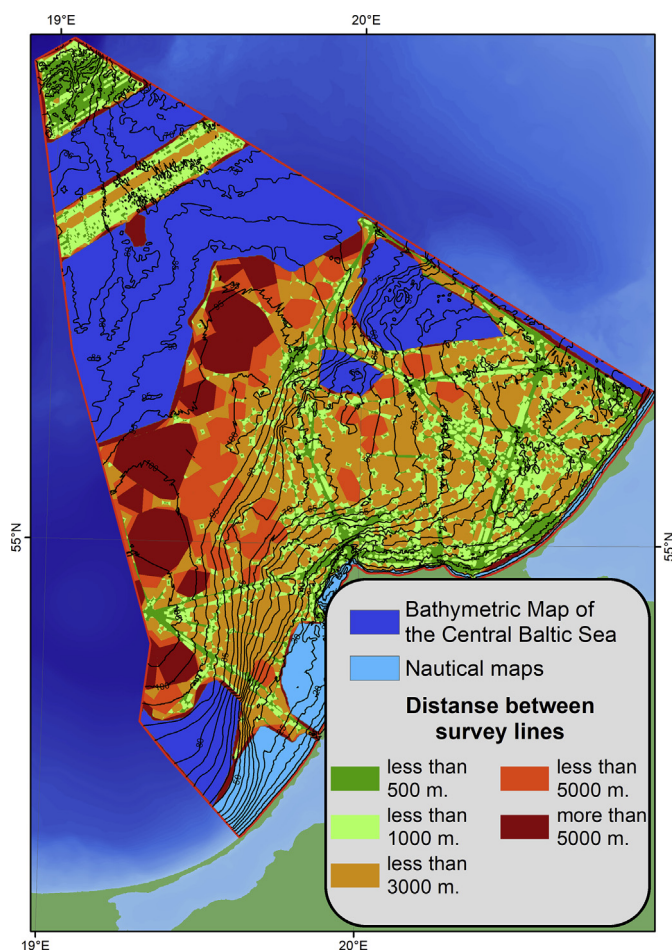 19°E
20°E
55°N
55°N
Bathymetric Map of
the Central Baltic Sea
Nautical maps
Distanse between
survey lines
less than
500 m.
less than
5000 m.
less than
1000 m.
more than
5000 m.
less than
3000 m.
19°E
20°E